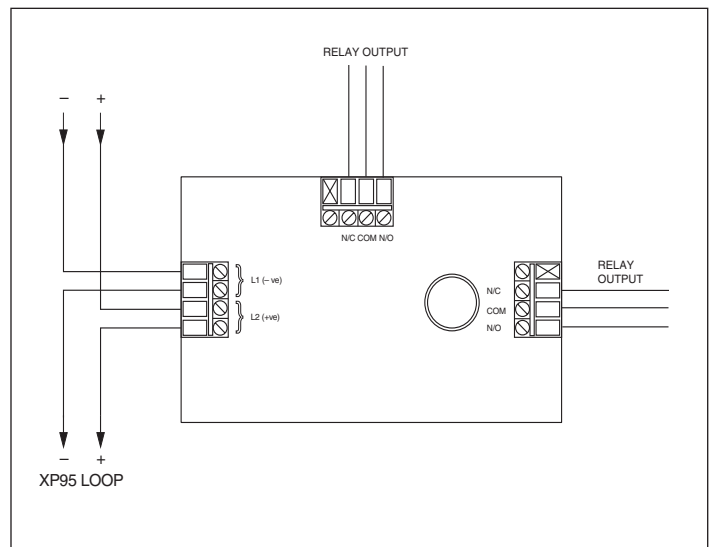 RELAY OUTPUT
– +
N/C COM N/O
L1 (– ve)
L2 (+ve)
N/C
COM
N/O
RELAY
OUTPUT
– +
XP95 LOOP